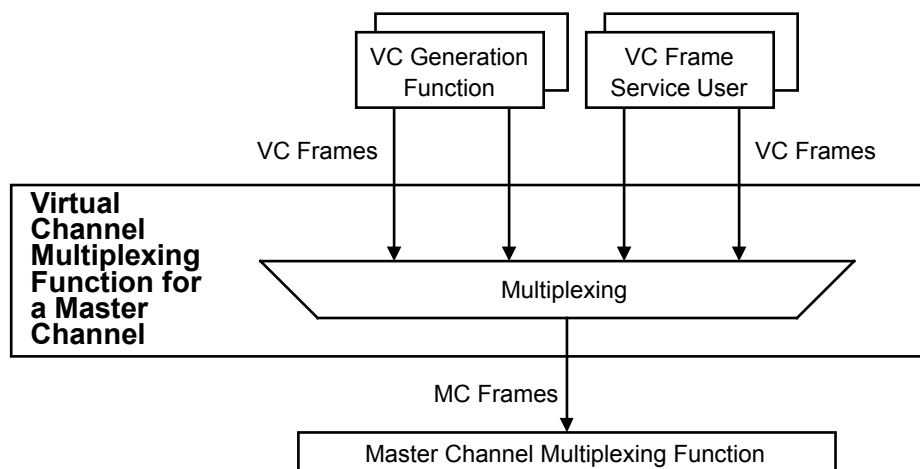 VC Generation
Function
VC Frame
Service User
VC Frames
VC Frames
Virtual
Channel
Multiplexing
Function for
a Master
Channel
Multiplexing
MC Frames
Master Channel Multiplexing Function